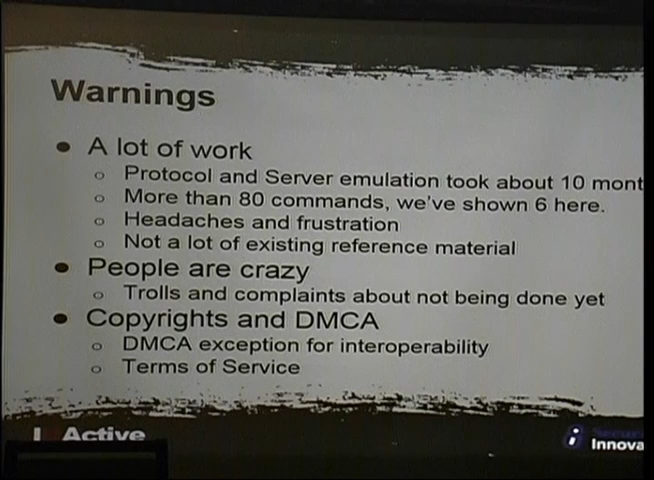 Warnings
● A lot of work
○ Protocol and Server emulation took about 10 mont
○ More than 80 commands, we've shown 6 here.
○ Headaches and frustration
○ Not a lot of existing reference material
● People are crazy
○ Trolls and complaints about not being done yet
● Copyrights and DMCA
○ DMCA exception for interoperability
○ Terms of Service
Active
Innova